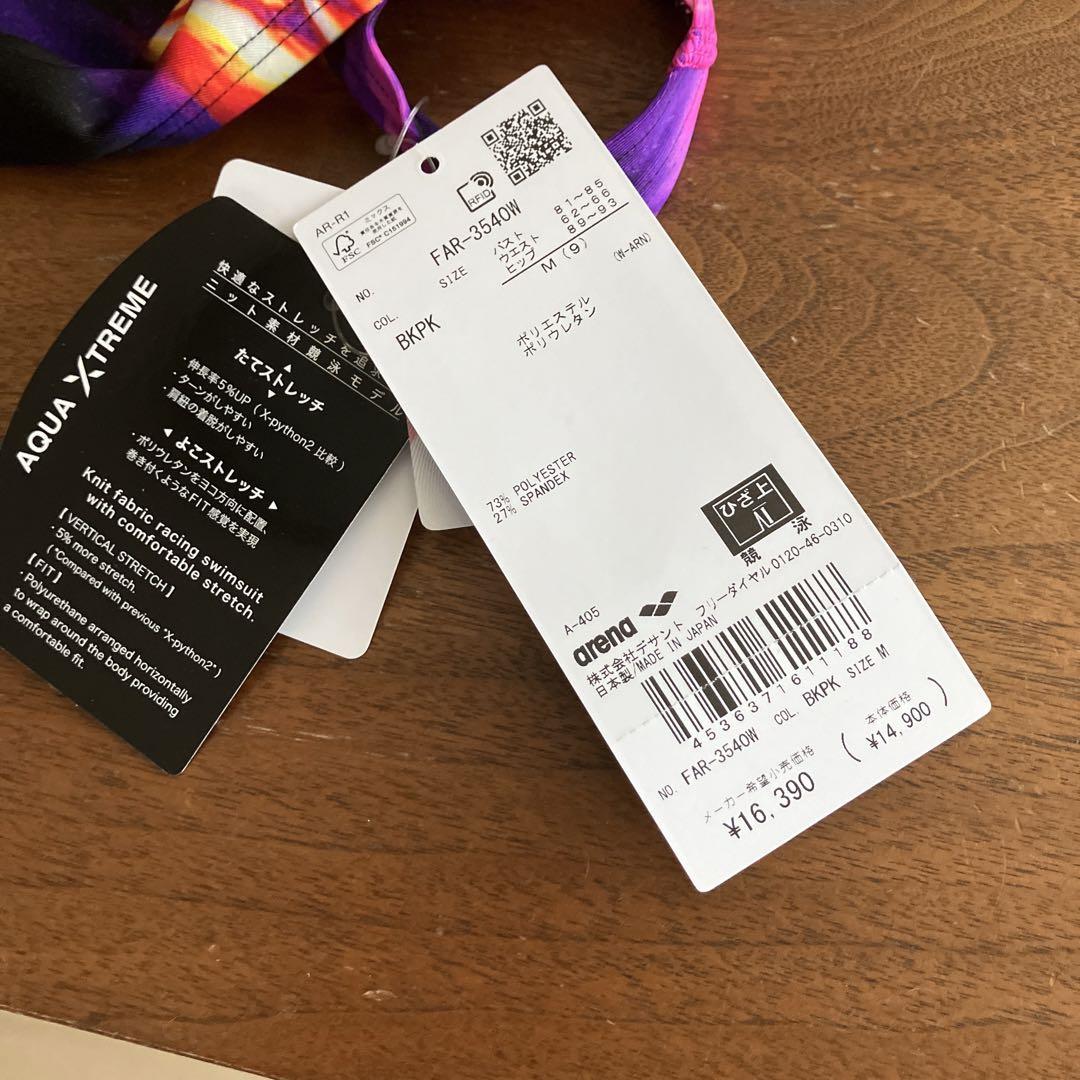 AQUA XTREME
快適なストレッチを追求
ニット素材競泳モデル
たてストレッチ
・伸長率5%UP（X-python2 比較）
・ターンがしやすい
・肩紐の着脱がしやすい
よこストレッチ
・ポリウレタンをヨコ方向に配置、
巻き付くようなFIT感覚を実現
Knit fabric racing swimsuit
with comfortable stretch.
【VERTICAL STRETCH】
・5% more stretch.
(*Compared with previous "X-python2")
【FIT】
・Polyurethane arranged horizontally
to wrap around the body providing
a comfortable fit.
AR-R1
FSC
ミックス
FSC® C151994
RFID
NO. FAR-3540W
SIZE バスト 81～85
ウエスト 62～66
ヒップ 89～93
M (9)
(W-ARN)
COL. BKPK
ポリエステル
ポリウレタン
73% POLYESTER
27% SPANDEX
ひざ上
競泳
A-405
arena
株式会社デサント フリーダイヤル0120-46-0310
日本製/MADE IN JAPAN
4536371611188
NO. FAR-3540W COL. BKPK SIZE M
メーカー希望小売価格 本体価格
¥16,390 (¥14,900)